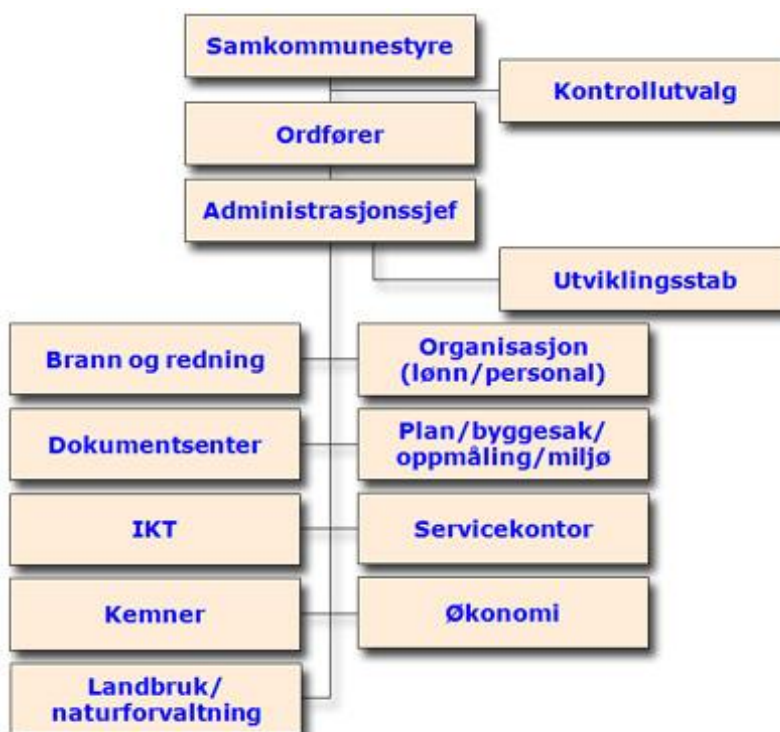 Samkommunestyre
Kontrollutvalg
Ordfører
Administrasjonssjef
Utviklingsstab
Brann og redning
Organisasjon
(lønn/personal)
Dokumentsenter
Plan/byggesak/
oppmåling/miljø
IKT
Servicekontor
Kemner
Økonomi
Landbruk/
naturforvaltning